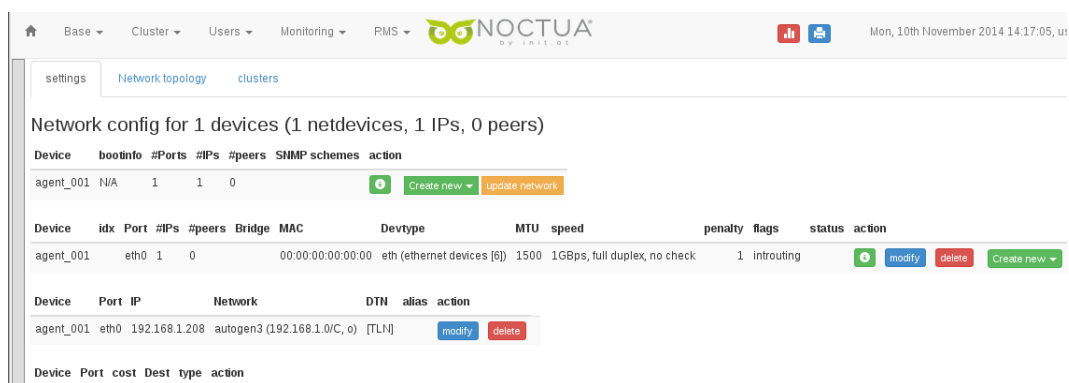 Base Cluster Users Monitoring RMS NOCTUA Mon, 10th November 2014 14:17:05, us
by init.at
settings Network topology clusters
Network config for 1 devices (1 netdevices, 1 IPs, 0 peers)
Device bootinfo #Ports #IPs #peers SNMP schemes action
agent_001 N/A 1 1 0 Create new update network
Device idx Port #IPs #peers Bridge MAC Devtype MTU speed penalty flags status action
agent_001 eth0 1 0 00:00:00:00:00:00 eth (ethernet devices [6]) 1500 1GBps, full duplex, no check 1 introuting modify delete Create new
Device Port IP Network DTN alias action
agent_001 eth0 192.168.1.208 autogen3 (192.168.1.0/C, o) [TLN] modify delete
Device Port cost Dest type action